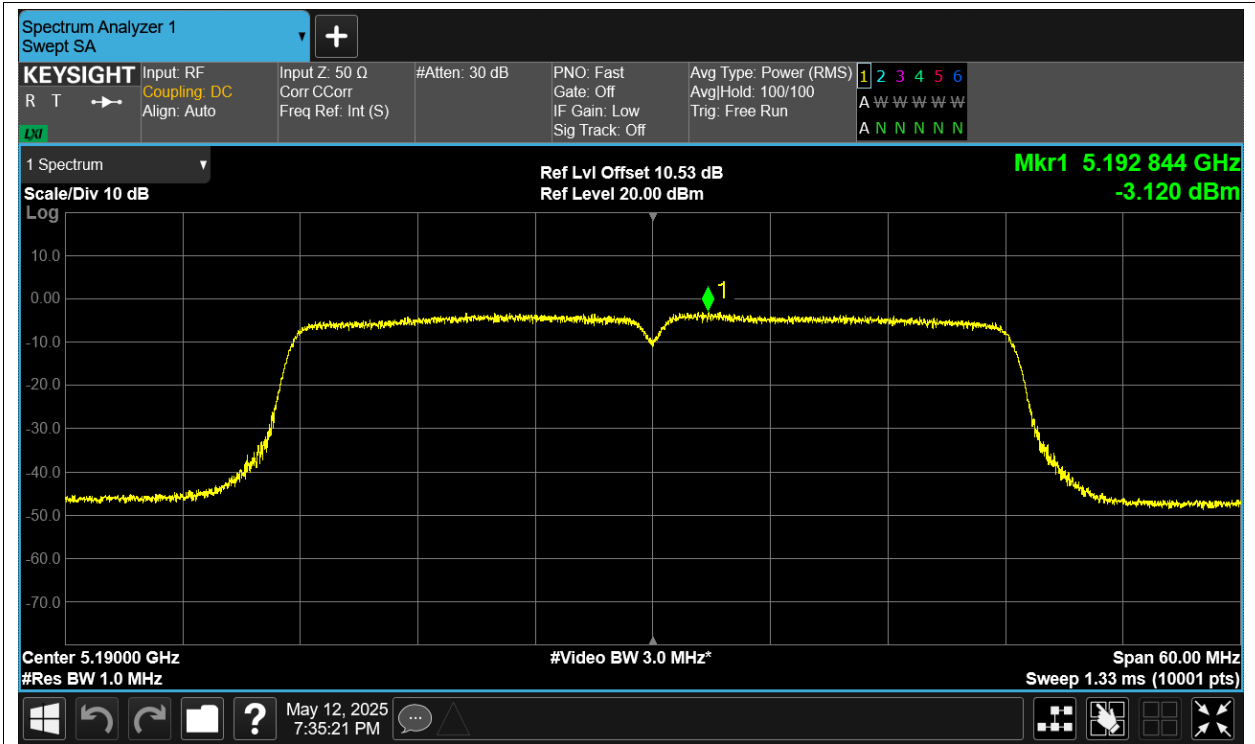 Spectrum Analyzer 1
Swept SA
KEYSIGHT
R T
LXI
Input: RF
Coupling: DC
Align: Auto
Input Z: 50 Ω
Corr CCorr
Freq Ref: Int (S)
#Atten: 30 dB
PNO: Fast
Gate: Off
IF Gain: Low
Sig Track: Off
Avg Type: Power (RMS)
Avg|Hold: 100/100
Trig: Free Run
1 2 3 4 5 6
A W W W W W
A N N N N N
1 Spectrum
Scale/Div 10 dB
Log
Ref Lvl Offset 10.53 dB
Ref Level 20.00 dBm
Mkr1 5.192 844 GHz
-3.120 dBm
1
10.0
0.00
-10.0
-20.0
-30.0
-40.0
-50.0
-60.0
-70.0
Center 5.19000 GHz
#Res BW 1.0 MHz
#Video BW 3.0 MHz*
Span 60.00 MHz
Sweep 1.33 ms (10001 pts)
?
May 12, 2025
7:35:21 PM